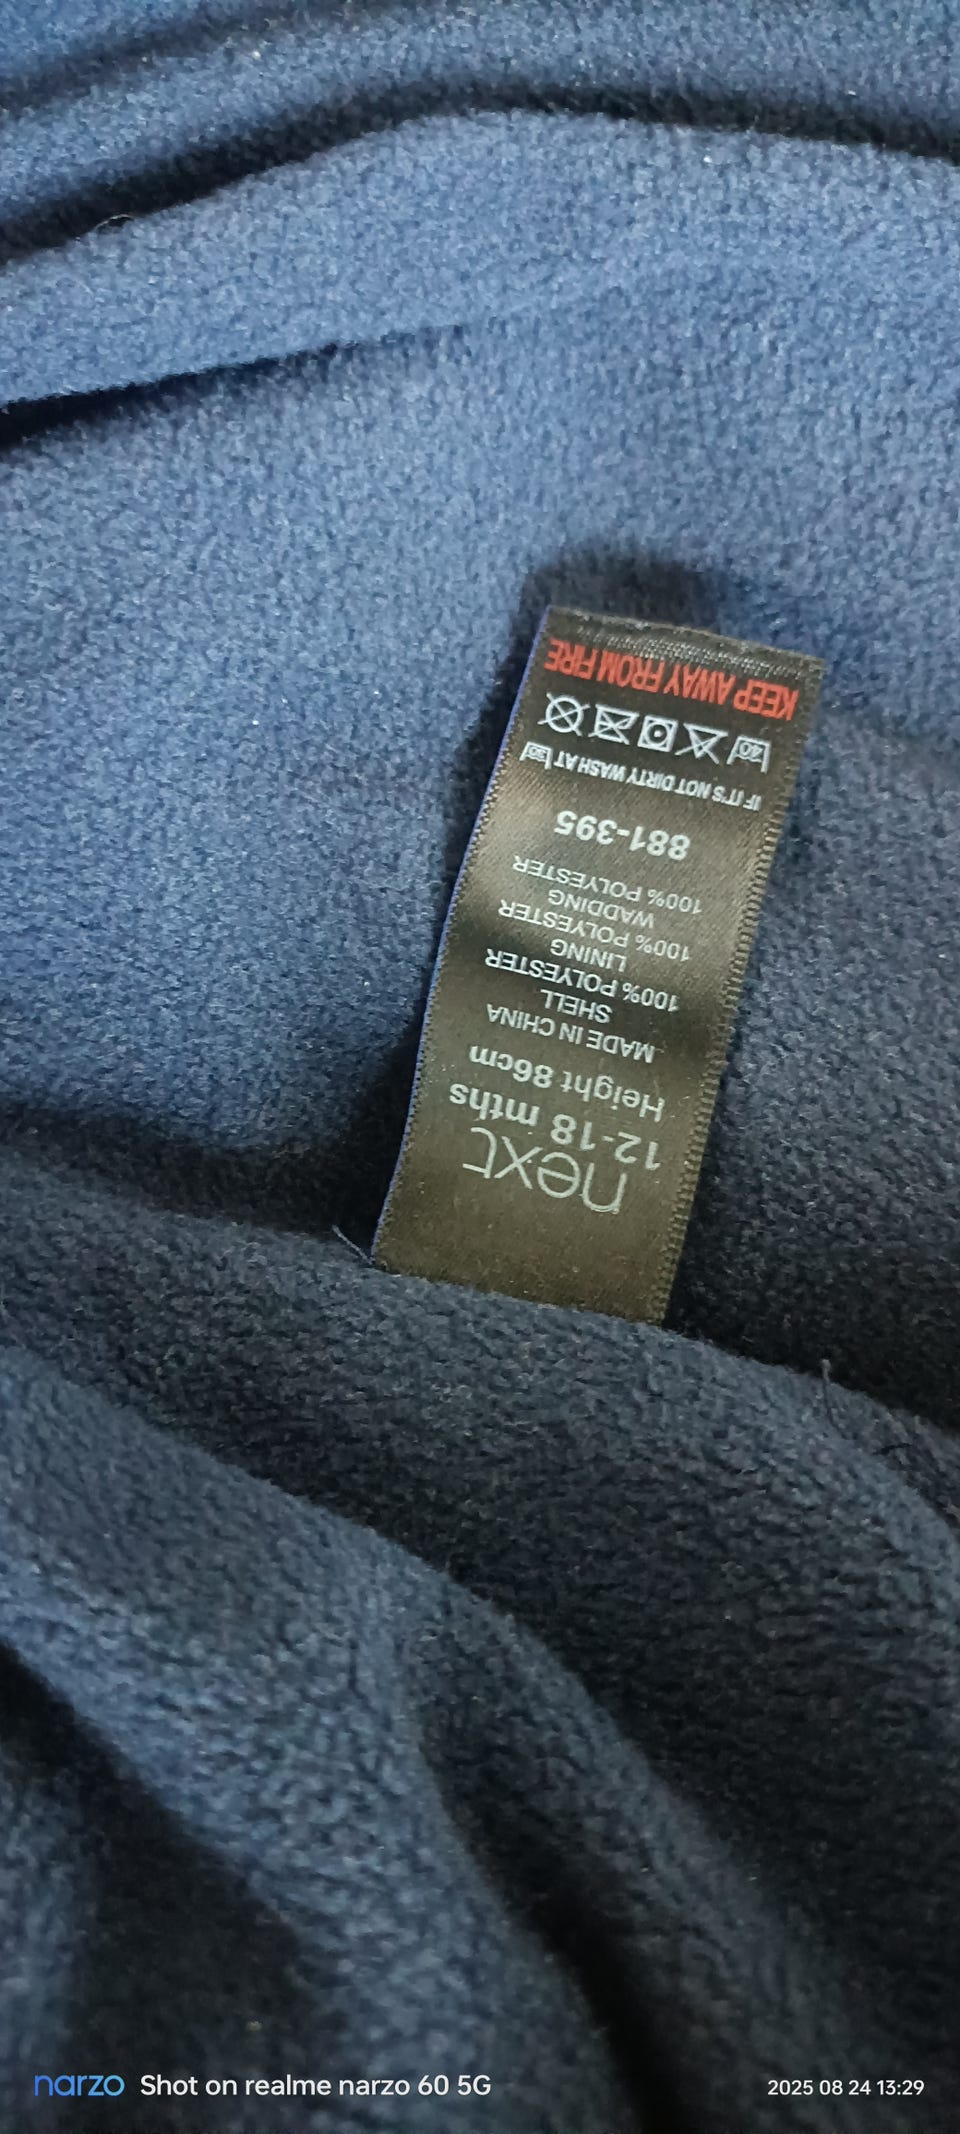 next
12-18 mths
Height 86cm
MADE IN CHINA
SHELL
100% POLYESTER
LINING
100% POLYESTER
WADDING
100% POLYESTER
881-395
IF IT'S NOT DIRTY WASH AT 30
40
KEEP AWAY FROM FIRE
narzo Shot on realme narzo 60 5G
2025 08 24 13:29